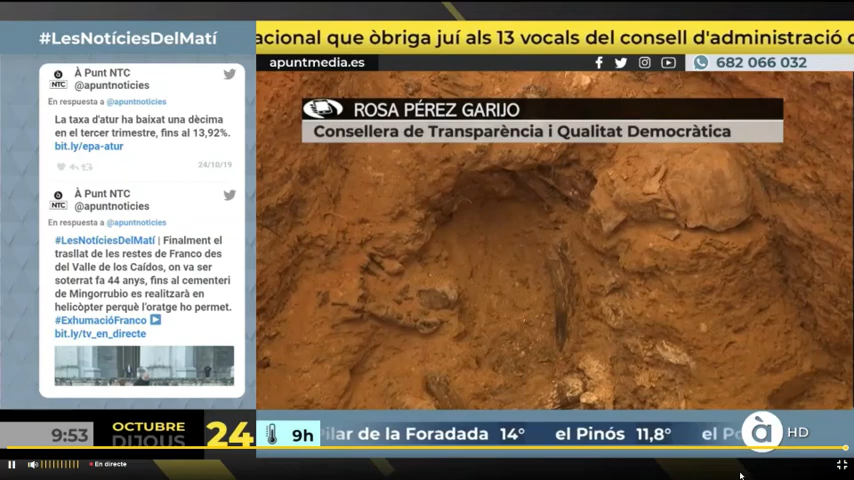 #LesNotíciesDelMatí
acional que òbriga juí als 13 vocals del consell d'administració
apuntmedia.es
682 066 032
À Punt NTC
@apuntnoticies
En respuesta a @apuntnoticies
La taxa d'atur ha baixat una dècima
en el tercer trimestre, fins al 13,92%.
bit.ly/epa-atur
24/10/19
À Punt NTC
@apuntnoticies
En respuesta a @apuntnoticies
#LesNotíciesDelMatí | Finalment el
trasllat de les restes de Franco des
del Valle de los Caídos, on va ser
soterrat fa 44 anys, fins al cementeri
de Mingorrubio es realitzarà en
helicòpter perquè l'oratge ho permet.
#ExhumacióFranco
bit.ly/tv_en_directe
ROSA PÉREZ GARIJO
Consellera de Transparència i Qualitat Democràtica
9:53
OCTUBRE
DIJOUS
24
9h
Pilar de la Foradada 14° el Pinós 11,8° el
à HD
En directe